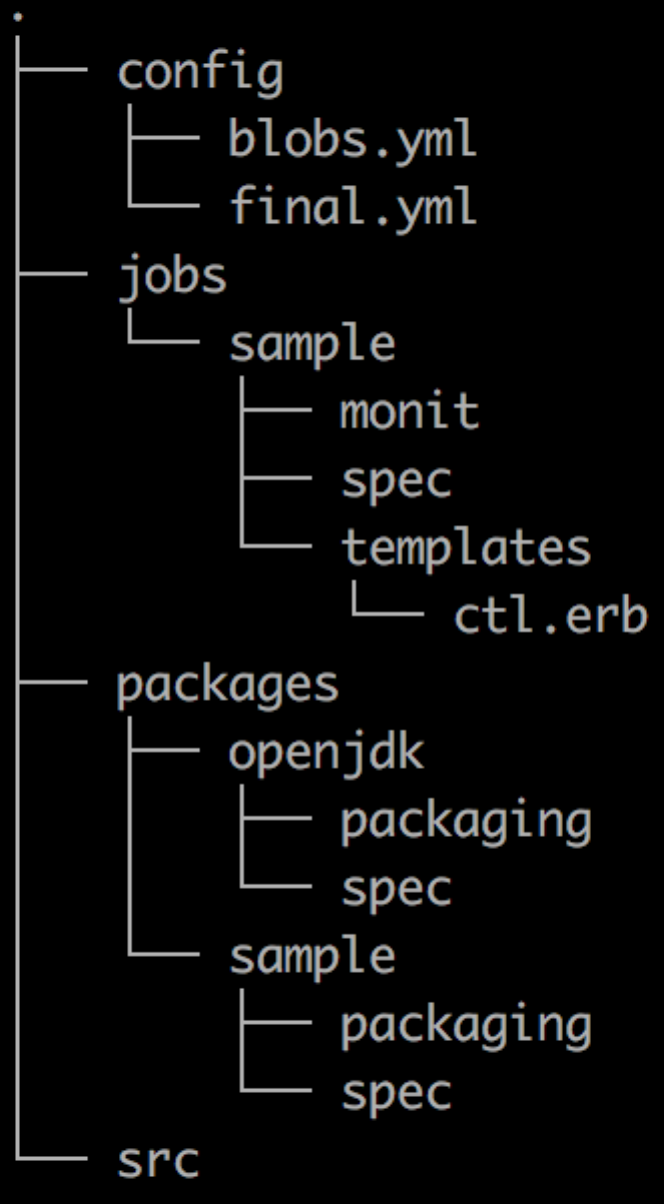 .
├── config
│   ├── blobs.yml
│   └── final.yml
├── jobs
│   └── sample
│       ├── monit
│       ├── spec
│       └── templates
│           └── ctl.erb
├── packages
│   ├── openjdk
│   │   ├── packaging
│   │   └── spec
│   └── sample
│       ├── packaging
│       └── spec
└── src